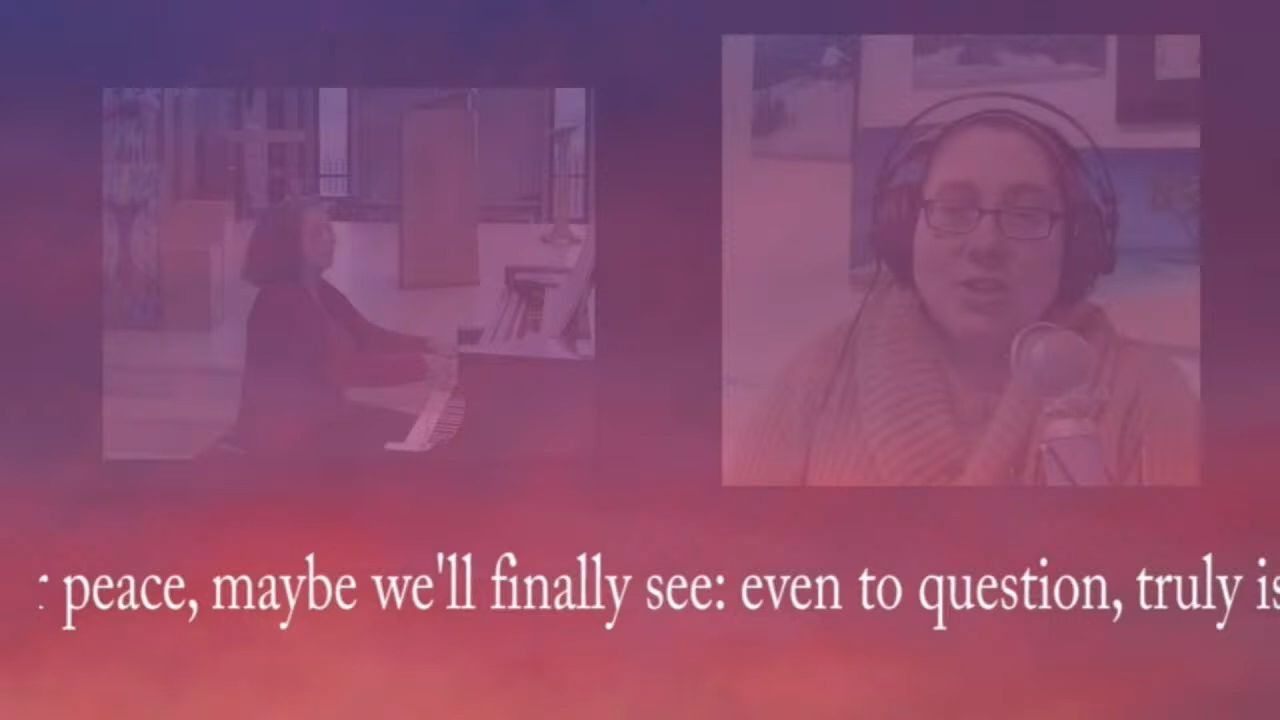 peace, maybe we'll finally see: even to question, truly is